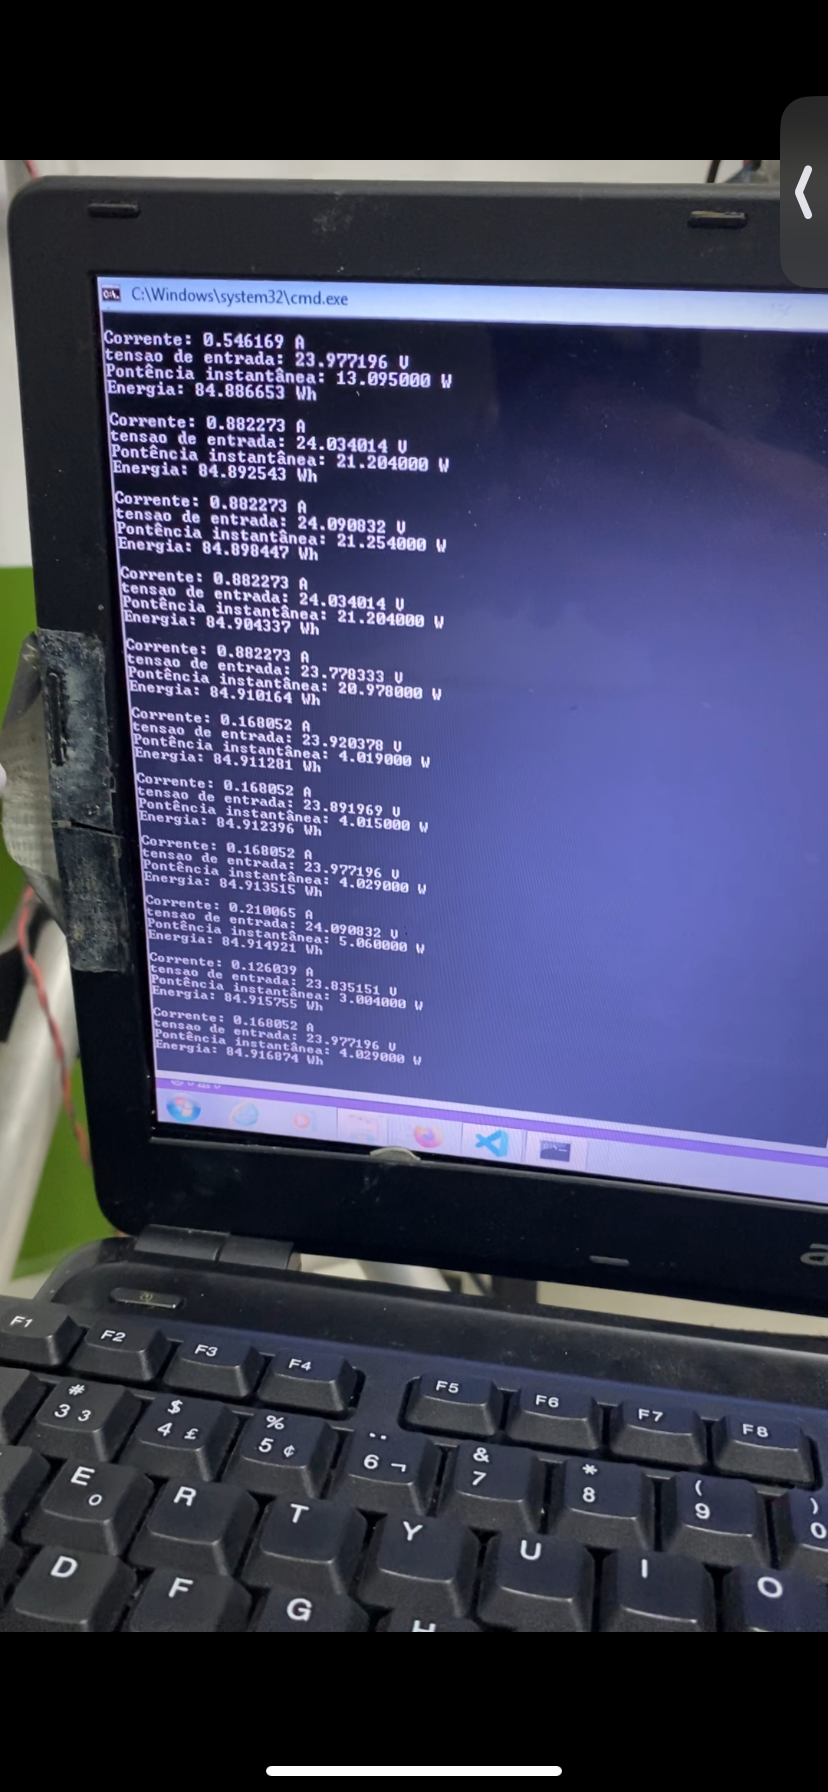 C:\Windows\system32\cmd.exe
Corrente: 0.546169 A
tensao de entrada: 23.977196 V
Pontência instantânea: 13.095000 W
Energia: 84.886653 Wh
Corrente: 0.882273 A
tensao de entrada: 24.034014 V
Pontência instantânea: 21.204000 W
Energia: 84.892543 Wh
Corrente: 0.882273 A
tensao de entrada: 24.090832 V
Pontência instantânea: 21.254000 W
Energia: 84.898447 Wh
Corrente: 0.882273 A
tensao de entrada: 24.034014 V
Pontência instantânea: 21.204000 W
Energia: 84.904337 Wh
Corrente: 0.882273 A
tensao de entrada: 23.778333 V
Pontência instantânea: 20.978000 W
Energia: 84.910164 Wh
Corrente: 0.168052 A
tensao de entrada: 23.920378 V
Pontência instantânea: 4.019000 W
Energia: 84.911281 Wh
Corrente: 0.168052 A
tensao de entrada: 23.891969 V
Pontência instantânea: 4.015000 W
Energia: 84.912396 Wh
Corrente: 0.168052 A
tensao de entrada: 23.977196 V
Pontência instantânea: 4.029000 W
Energia: 84.913515 Wh
Corrente: 0.210065 A
tensao de entrada: 24.090832 V
Pontência instantânea: 5.060000 W
Energia: 84.914921 Wh
Corrente: 0.126039 A
tensao de entrada: 23.835151 V
Pontência instantânea: 3.004000 W
Energia: 84.915755 Wh
Corrente: 0.168052 A
tensao de entrada: 23.977196 V
Pontência instantânea: 4.029000 W
Energia: 84.916874 Wh
F1 F2 F3 F4 F5 F6 F7 F8
# $ % ¨ & * ( )
3 3 4 £ 5 ¢ 6 ¬ 7 8 9 0
E R T Y U I O
D F G H